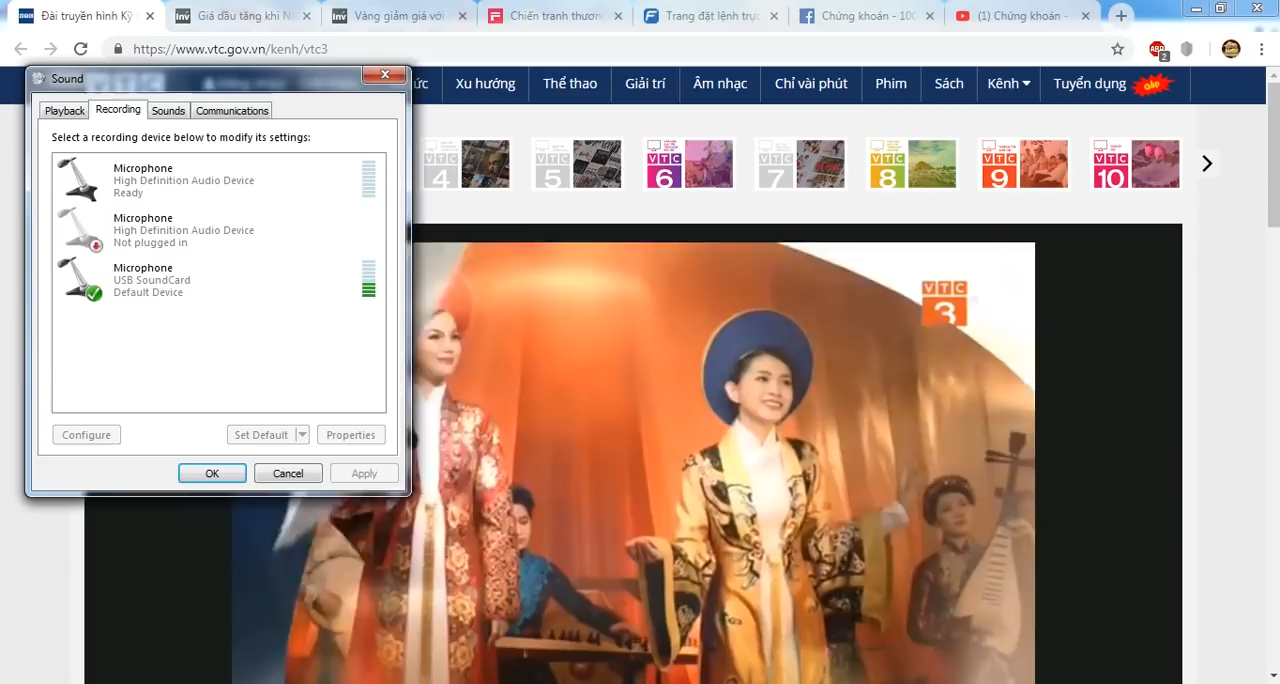 Đài truyền hình Kỹ
Giá dầu tăng khi N
Vàng giảm giá với
Chiến tranh thương
Trang đặt lệnh trực
Chứng khoán - 100
(1) Chứng khoán -
https://www.vtc.gov.vn/kenh/vtc3
ABP
2
Sound
ức
Xu hướng
Thể thao
Giải trí
Âm nhạc
Chỉ vài phút
Phim
Sách
Kênh
Tuyển dụng
Gấp
Playback
Recording
Sounds
Communications
Select a recording device below to modify its settings:
Microphone
High Definition Audio Device
Ready
Microphone
High Definition Audio Device
Not plugged in
Microphone
USB SoundCard
Default Device
Configure
Set Default
Properties
OK
Cancel
Apply
VTC 4
VTC 5
VTC 6
VTC 7
VTC 8
VTC 9
VTC 10
VTC
3